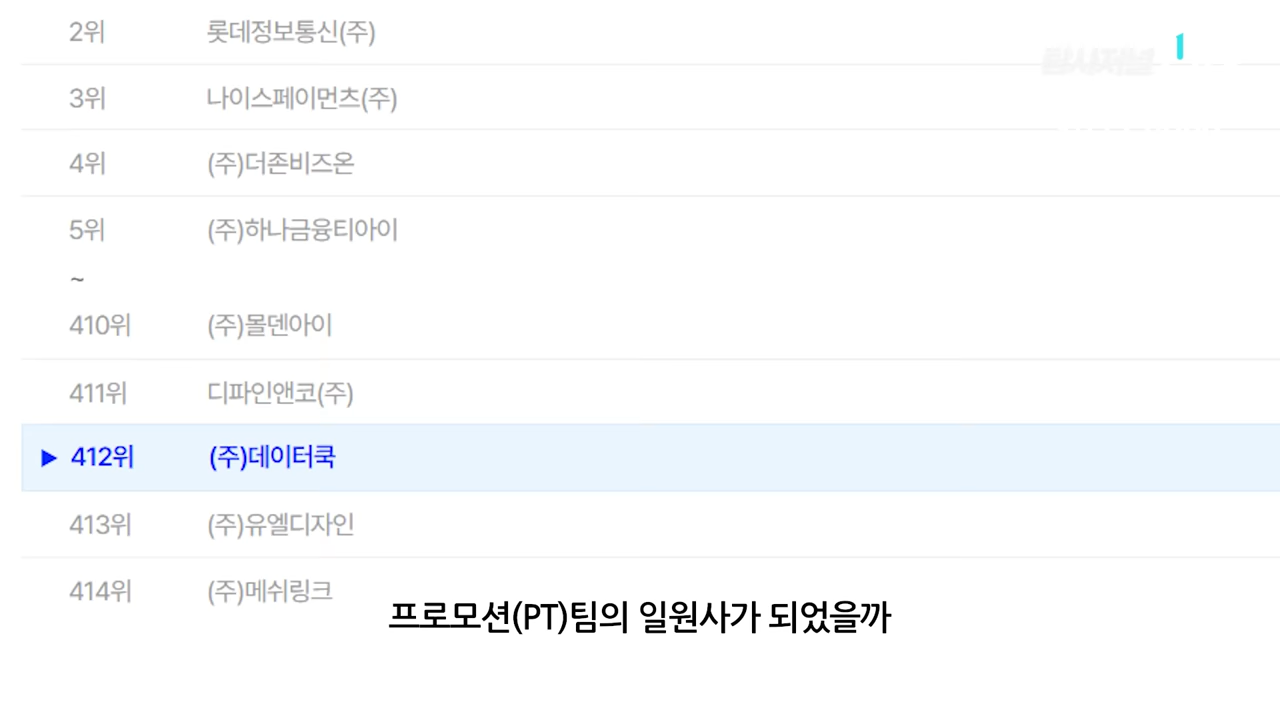 2위 롯데정보통신(주)
3위 나이스페이먼츠(주)
4위 (주)더존비즈온
5위 (주)하나금융티아이
~
410위 (주)몰덴아이
411위 디파인앤코(주)
▶ 412위 (주)데이터쿡
413위 (주)유엘디자인
414위 (주)메쉬링크
프로모션(PT)팀의 일원사가 되었을까